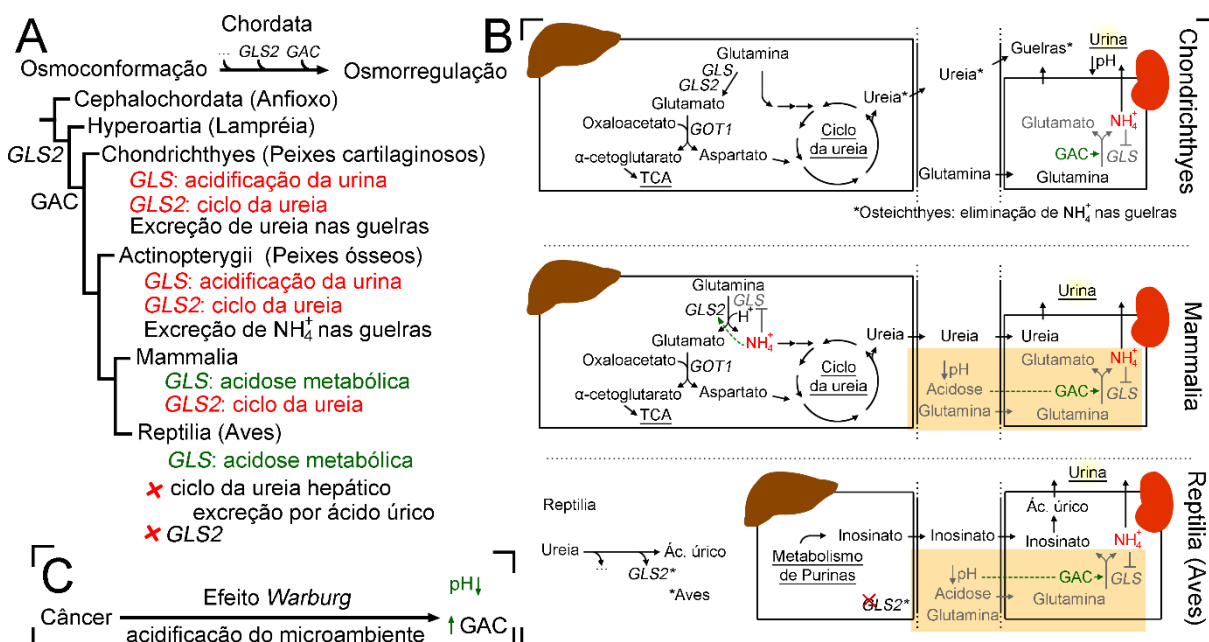 A
Chordata
... GLS2 GAC
Osmoconformação Osmorregulação
Cephalochordata (Anfioxo)
Hyperoartia (Lampréia)
GLS2
Chondrichthyes (Peixes cartilaginosos)
GAC
GLS: acidificação da urina
GLS2: ciclo da ureia
Excreção de ureia nas guelras
Actinopterygii (Peixes ósseos)
GLS: acidificação da urina
GLS2: ciclo da ureia
Excreção de NH4+ nas guelras
Mammalia
GLS: acidose metabólica
GLS2: ciclo da ureia
Reptilia (Aves)
GLS: acidose metabólica
ciclo da ureia hepático
excreção por ácido úrico
GLS2
B
Chondrichthyes
Glutamina
GLS
GLS2
Glutamato
Oxaloacetato
GOT1
α-cetoglutarato
Aspartato
TCA
Ciclo
da ureia
Ureia*
Ureia*
Guelras*
Urina
pH
Glutamato
NH4+
GAC
GLS
Glutamina
Glutamina
*Osteichthyes: eliminação de NH4+ nas guelras
Mammalia
Glutamina
GLS
GLS2
H+
Glutamato
NH4+
Oxaloacetato
GOT1
α-cetoglutarato
Aspartato
TCA
Ciclo
da ureia
Ureia
Ureia
Ureia
Urina
pH
Acidose
Glutamina
Glutamato
NH4+
GAC
GLS
Glutamina
Reptilia (Aves)
Reptilia
Ureia
Ác. úrico
...
GLS2*
*Aves
Inosinato
Metabolismo
de Purinas
GLS2*
Inosinato
pH
Acidose
Glutamina
Urina
Ác. úrico
Inosinato
NH4+
GAC
GLS
Glutamina
C
Câncer
Efeito Warburg
acidificação do microambiente
pH
GAC